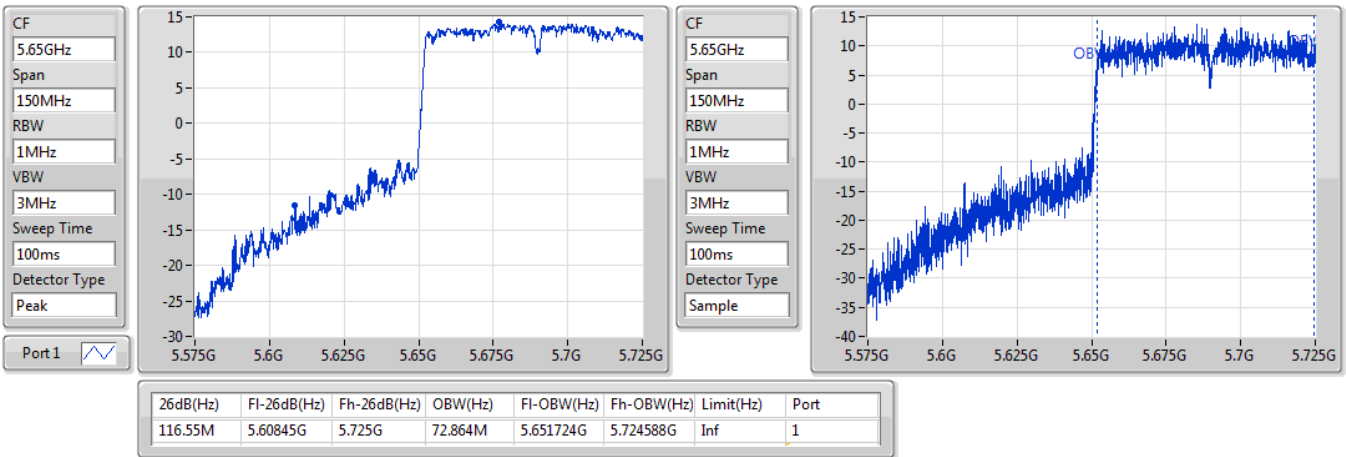 CF
5.65GHz
Span
150MHz
RBW
1MHz
VBW
3MHz
Sweep Time
100ms
Detector Type
Peak
Port 1
15
10
5
0
-5
-10
-15
-20
-25
-30
5.575G 5.6G 5.625G 5.65G 5.675G 5.7G 5.725G
CF
5.65GHz
Span
150MHz
RBW
1MHz
VBW
3MHz
Sweep Time
100ms
Detector Type
Sample
15
10
5
0
-5
-10
-15
-20
-25
-30
-35
-40
5.575G 5.6G 5.625G 5.65G 5.675G 5.7G 5.725G
26dB(Hz) Fl-26dB(Hz) Fh-26dB(Hz) OBW(Hz) Fl-OBW(Hz) Fh-OBW(Hz) Limit(Hz) Port
116.55M 5.60845G 5.725G 72.864M 5.651724G 5.724588G Inf 1